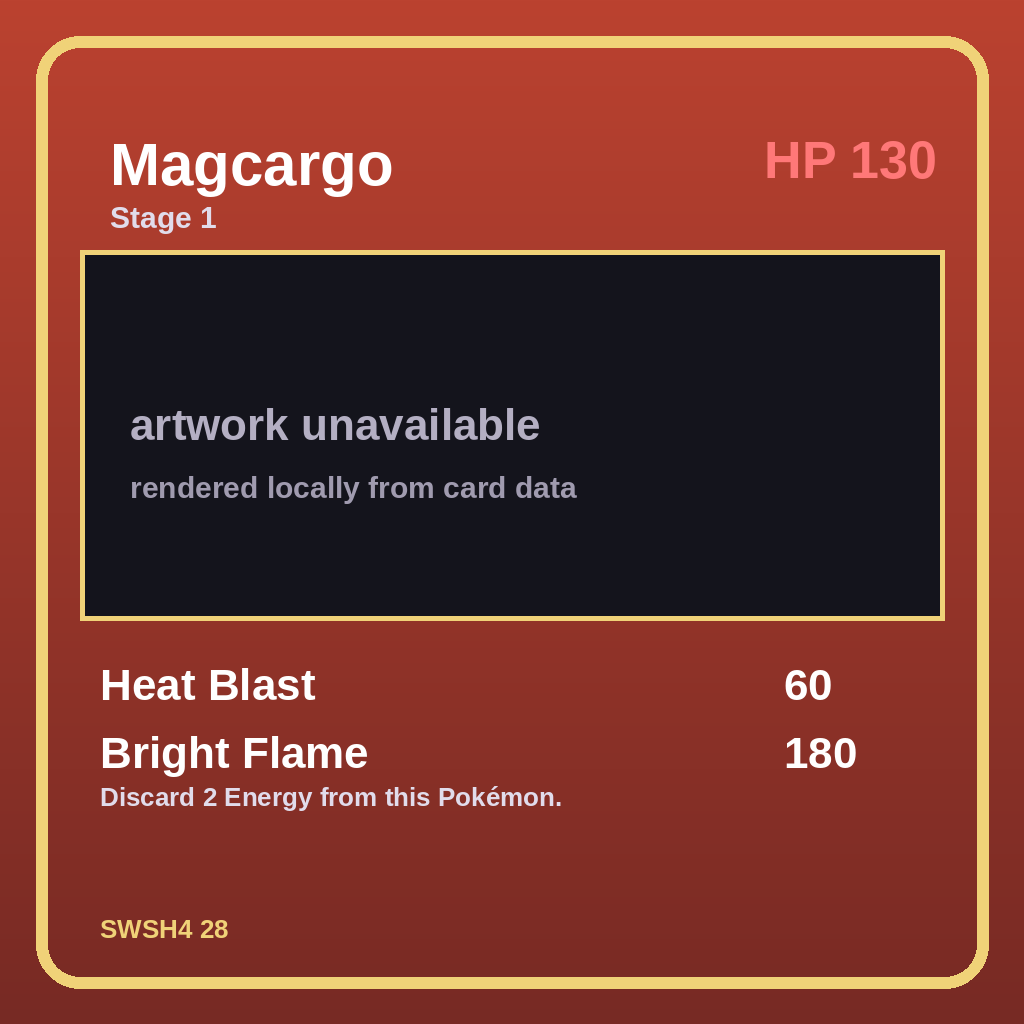 Magcargo
HP 130
Stage 1
artwork unavailable
rendered locally from card data
Heat Blast 60
Bright Flame 180
Discard 2 Energy from this Pokémon.
SWSH4 28